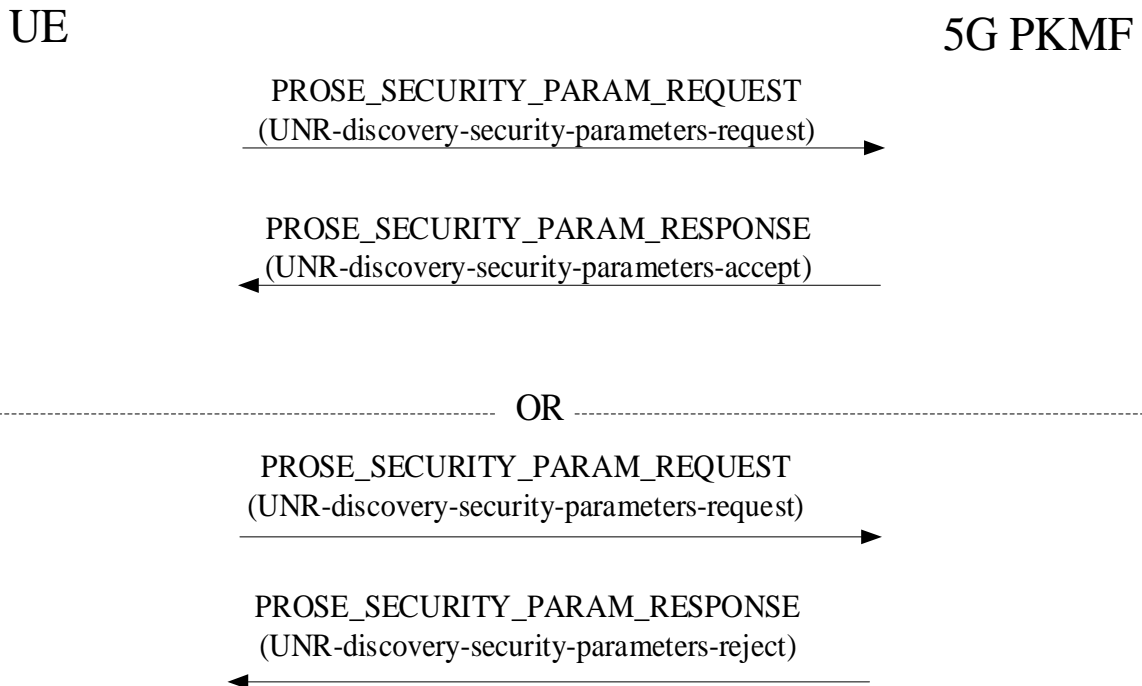 UE
5G PKMF
PROSE_SECURITY_PARAM_REQUEST
(UNR-discovery-security-parameters-request)
PROSE_SECURITY_PARAM_RESPONSE
(UNR-discovery-security-parameters-accept)
OR
PROSE_SECURITY_PARAM_REQUEST
(UNR-discovery-security-parameters-request)
PROSE_SECURITY_PARAM_RESPONSE
(UNR-discovery-security-parameters-reject)